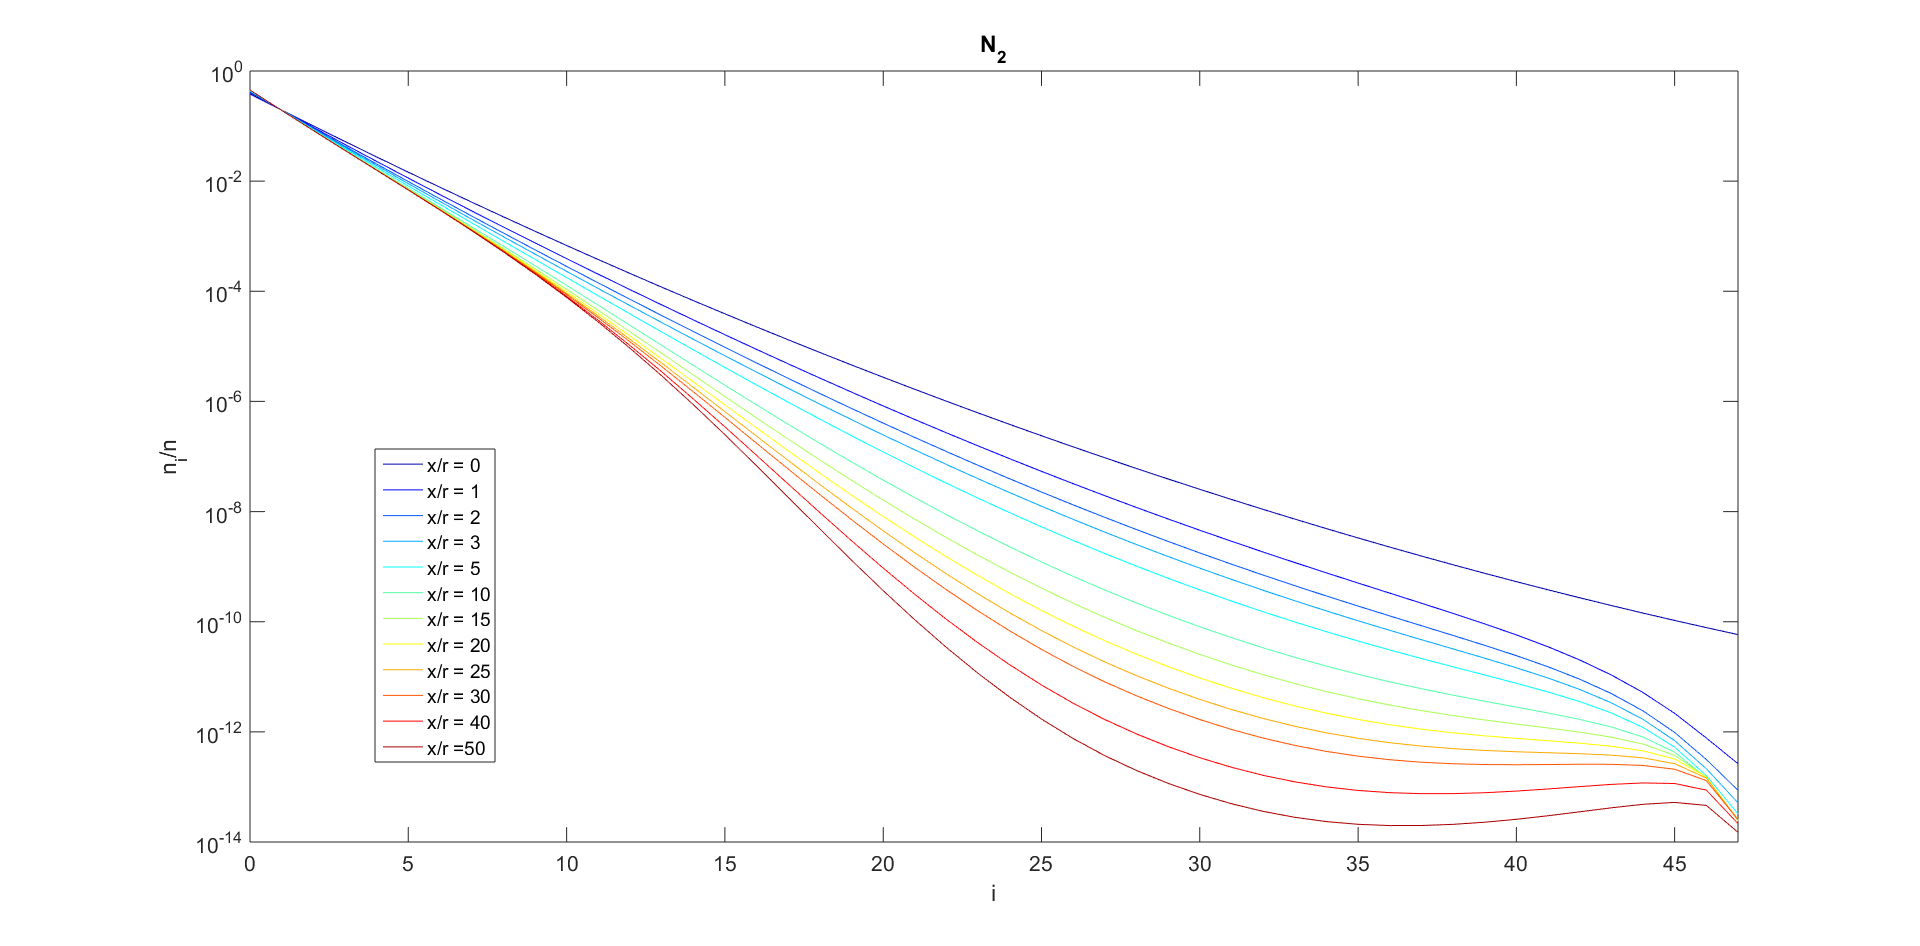 N₂
10⁰
10⁻²
10⁻⁴
10⁻⁶
10⁻⁸
10⁻¹⁰
10⁻¹²
10⁻¹⁴
nᵢ/n
x/r = 0
x/r = 1
x/r = 2
x/r = 3
x/r = 5
x/r = 10
x/r = 15
x/r = 20
x/r = 25
x/r = 30
x/r = 40
x/r =50
0 5 10 15 20 25 30 35 40 45
i